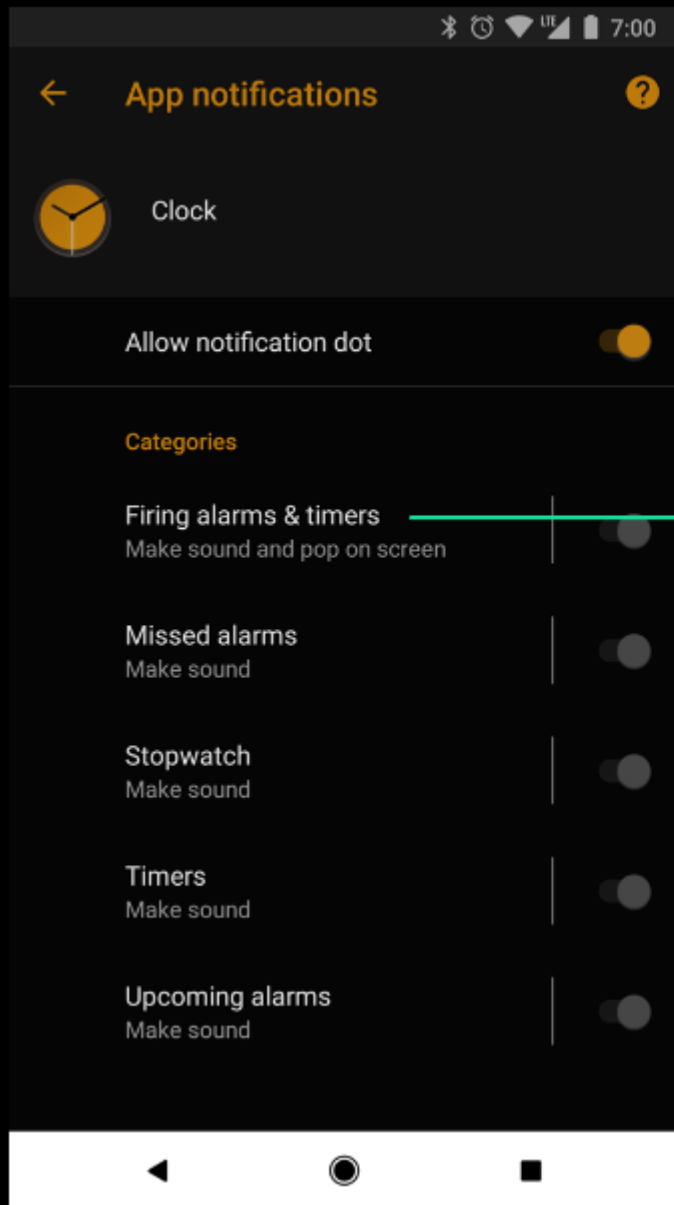 LTE 7:00
App notifications ?
Clock
Allow notification dot
Categories
Firing alarms & timers
Make sound and pop on screen
Missed alarms
Make sound
Stopwatch
Make sound
Timers
Make sound
Upcoming alarms
Make sound